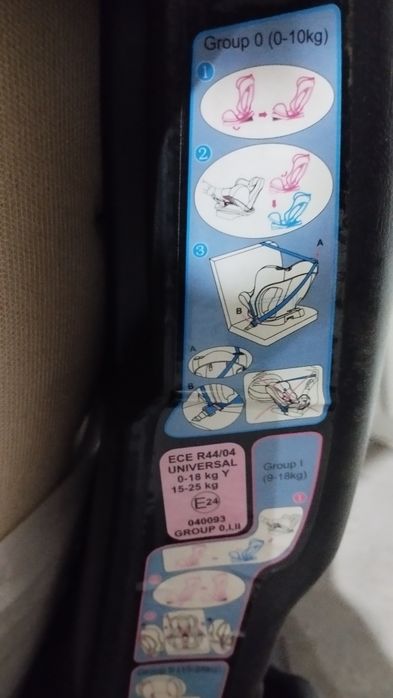 Group 0 (0-10kg)
1
2
3
A
B
A
B
ECE R44/04
UNIVERSAL
0-18 kg Y
15-25 kg
E24
040093
GROUP 0,I,II
Group I
(9-18kg)
1